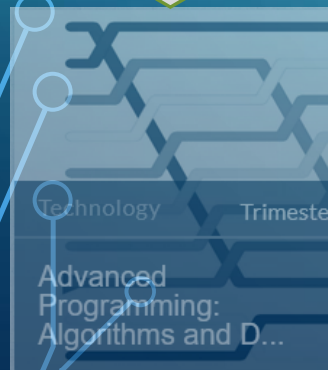 Technology
Trimeste
Advanced
Programming:
Algorithms and D...